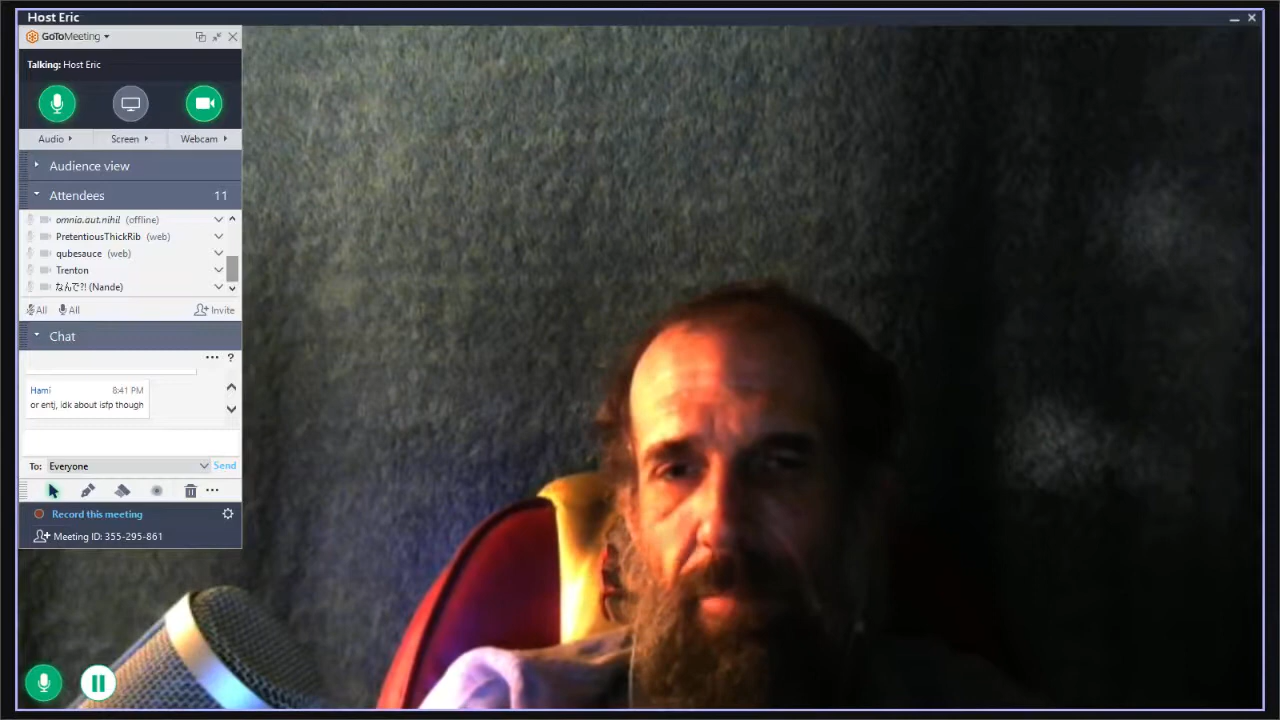 Host Eric
GoToMeeting
Talking: Host Eric
Audio Screen Webcam
Audience view
Attendees 11
omnia.aut.nihil (offline)
PretentiousThickRib (web)
qubesauce (web)
Trenton
なんで?! (Nande)
All All Invite
Chat
... ?
Hami 8:41 PM
or entj, idk about isfp though
To: Everyone Send
...
Record this meeting
Meeting ID: 355-295-861